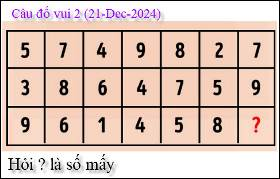 Câu đố vui 2 (21-Dec-2024)
5 7 4 9 8 2 7
3 8 6 4 7 5 9
9 6 1 4 5 8 ?
Hỏi ? là số mấy